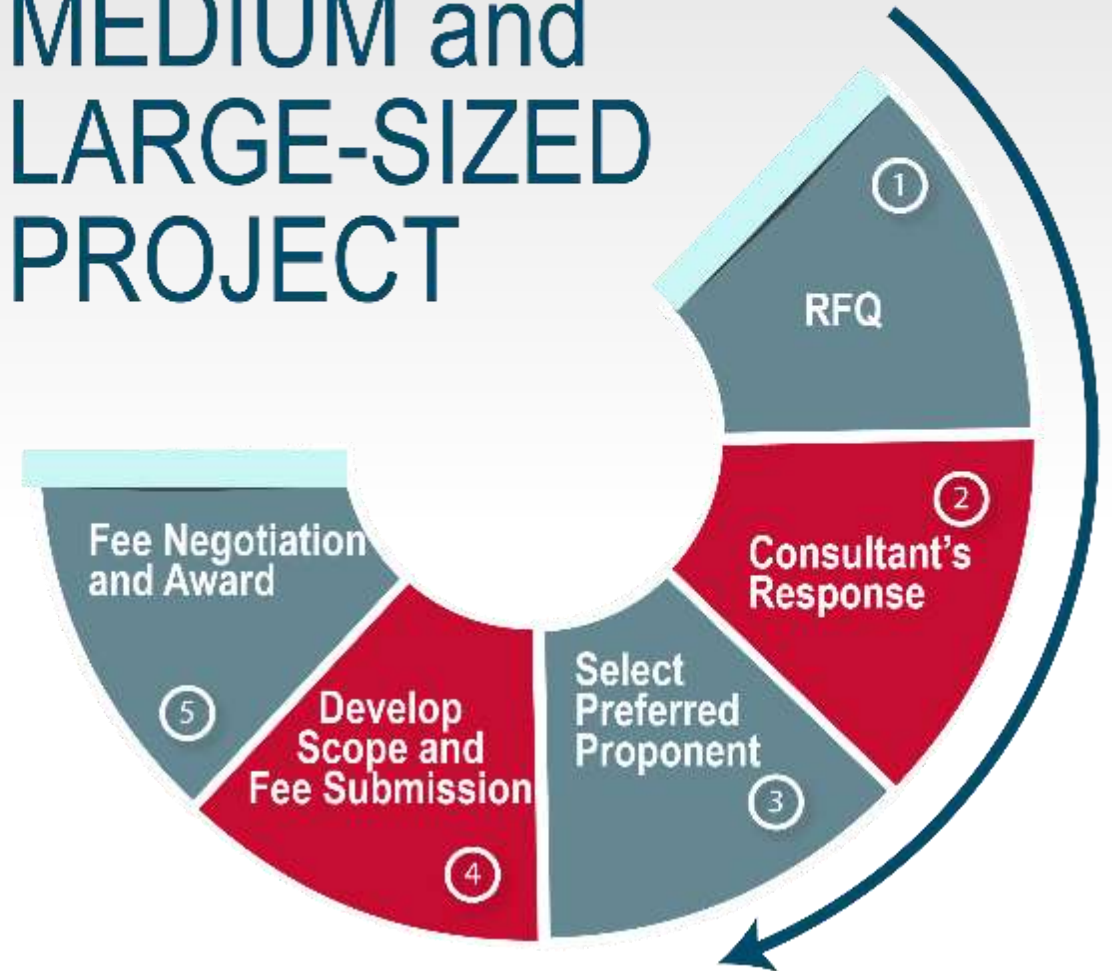 MEDIUM and
LARGE-SIZED
PROJECT
1
RFQ
2
Consultant's
Response
Select
Preferred
Proponent
3
Develop
Scope and
Fee Submission
4
Fee Negotiation
and Award
5